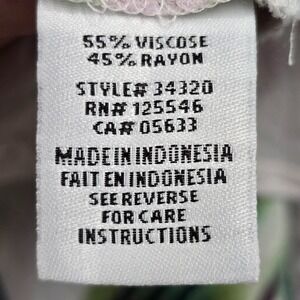 55% VISCOSE
45% RAYON
STYLE# 34320
RN# 125546
CA# 05633
MADE IN INDONESIA
FAIT EN INDONESIA
SEE REVERSE
FOR CARE
INSTRUCTIONS